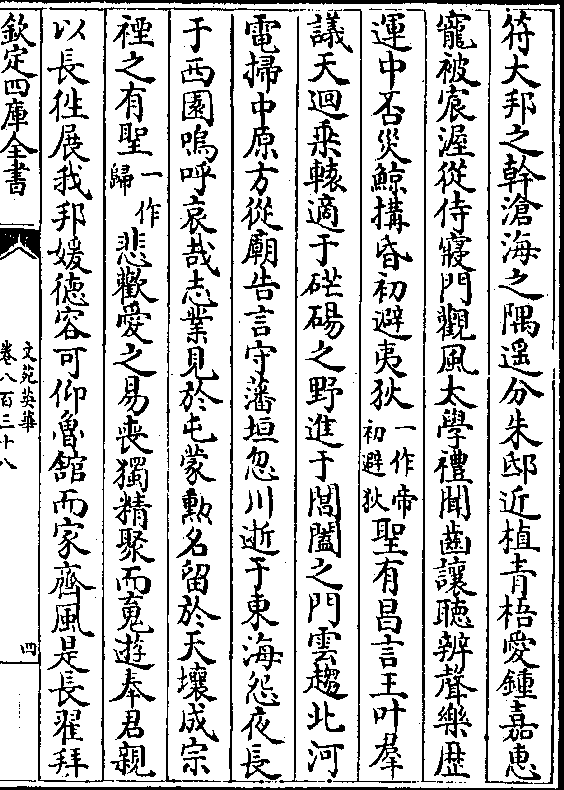 符大邦之幹滄海之隅遥分朱邸近植青梧愛鍾嘉惠
寵被宸渥從侍寢門觀風太學禮聞齒讓聽辨聲樂歴
運中否災鯨搆昏初避夷狄一作帝初避狄聖有昌言王叶羣
議天迴乘轅適于硭碭之野進于閶闔之門雲趨北河
電掃中原方從廟告言守藩垣忽川逝于東海怨夜長
于西園嗚呼哀哉志業見於屯蒙勲名留於天壤成宗
禋之有聖一作歸悲歡愛之易喪獨精聚而䰟遊奉君親
以長徃展我邦媛徳容可仰魯舘而家齊風是長翟拜
欽定四庫全書
文苑英華
卷八百三十八
四